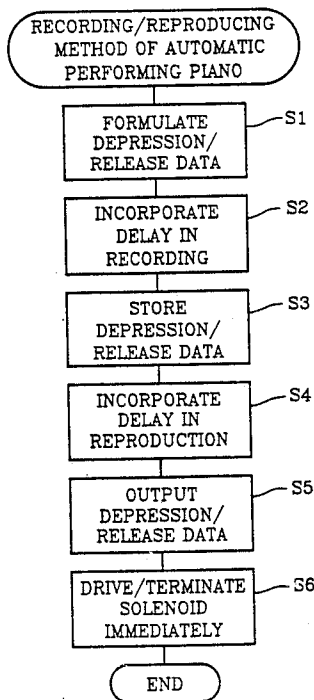 RECORDING/REPRODUCING
METHOD OF AUTOMATIC
PERFORMING PIANO
FORMULATE
DEPRESSION/
RELEASE DATA
S1
INCORPORATE
DELAY IN
RECORDING
S2
STORE
DEPRESSION/
RELEASE DATA
S3
INCORPORATE
DELAY IN
REPRODUCTION
S4
OUTPUT
DEPRESSION/
RELEASE DATA
S5
DRIVE/TERMINATE
SOLENOID
IMMEDIATELY
S6
END